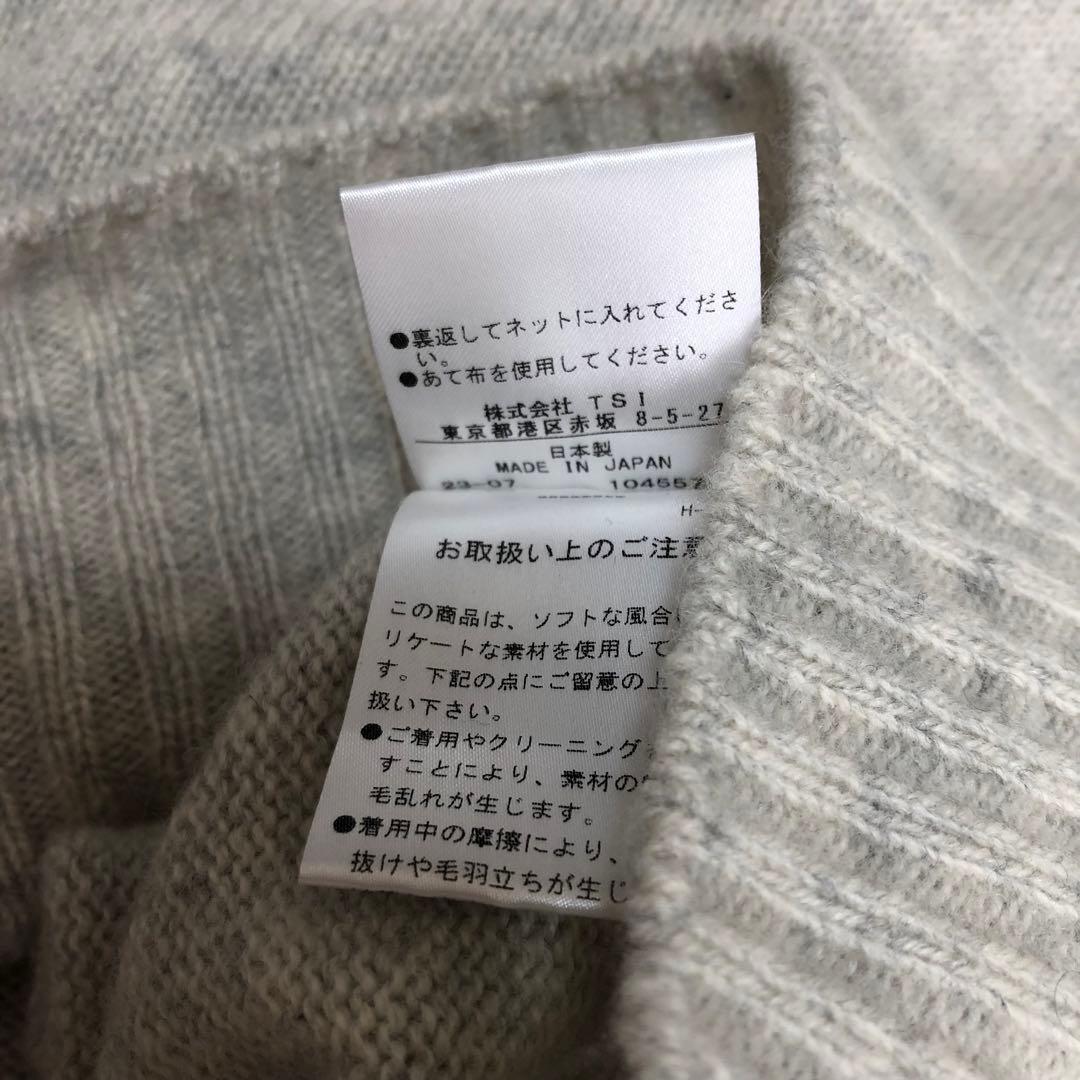 ●裏返してネットに入れてくださ
い。
●あて布を使用してください。
株式会社 TSI
東京都港区赤坂 8-5-27
日本製
MADE IN JAPAN
23-07 104557
H-
お取扱い上のご注意
この商品は、ソフトな風合
リケートな素材を使用して
す。下記の点にご留意の上
扱い下さい。
●ご着用やクリーニング
すことにより、素材の
毛乱れが生じます。
●着用中の摩擦により、
抜けや毛羽立ちが生じ